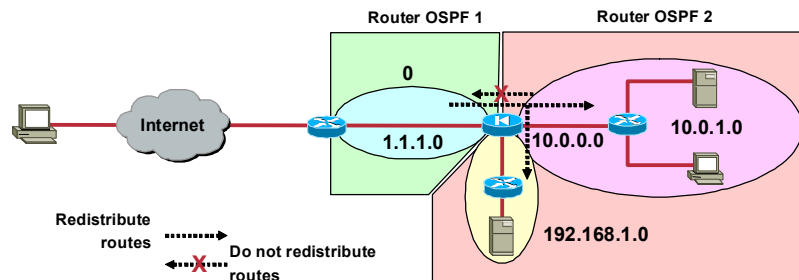 Router OSPF 1
Router OSPF 2
0
Internet
1.1.1.0
10.0.0.0
10.0.1.0
192.168.1.0
Redistribute
routes
X
X
Do not redistribute
routes